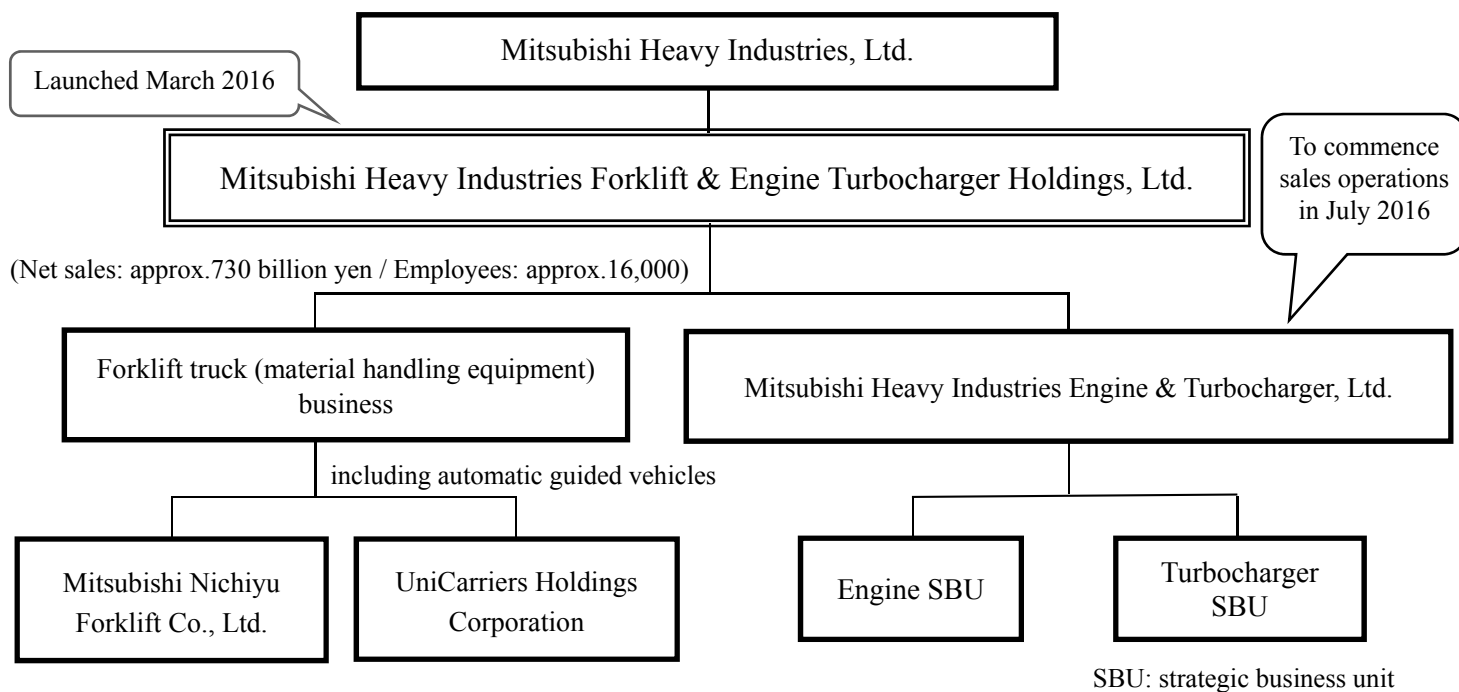 Mitsubishi Heavy Industries, Ltd.
Launched March 2016
Mitsubishi Heavy Industries Forklift & Engine Turbocharger Holdings, Ltd.
To commence
sales operations
in July 2016
(Net sales: approx.730 billion yen / Employees: approx.16,000)
Forklift truck (material handling equipment)
business
Mitsubishi Heavy Industries Engine & Turbocharger, Ltd.
including automatic guided vehicles
Mitsubishi Nichiyu
Forklift Co., Ltd.
UniCarriers Holdings
Corporation
Engine SBU
Turbocharger
SBU
SBU: strategic business unit